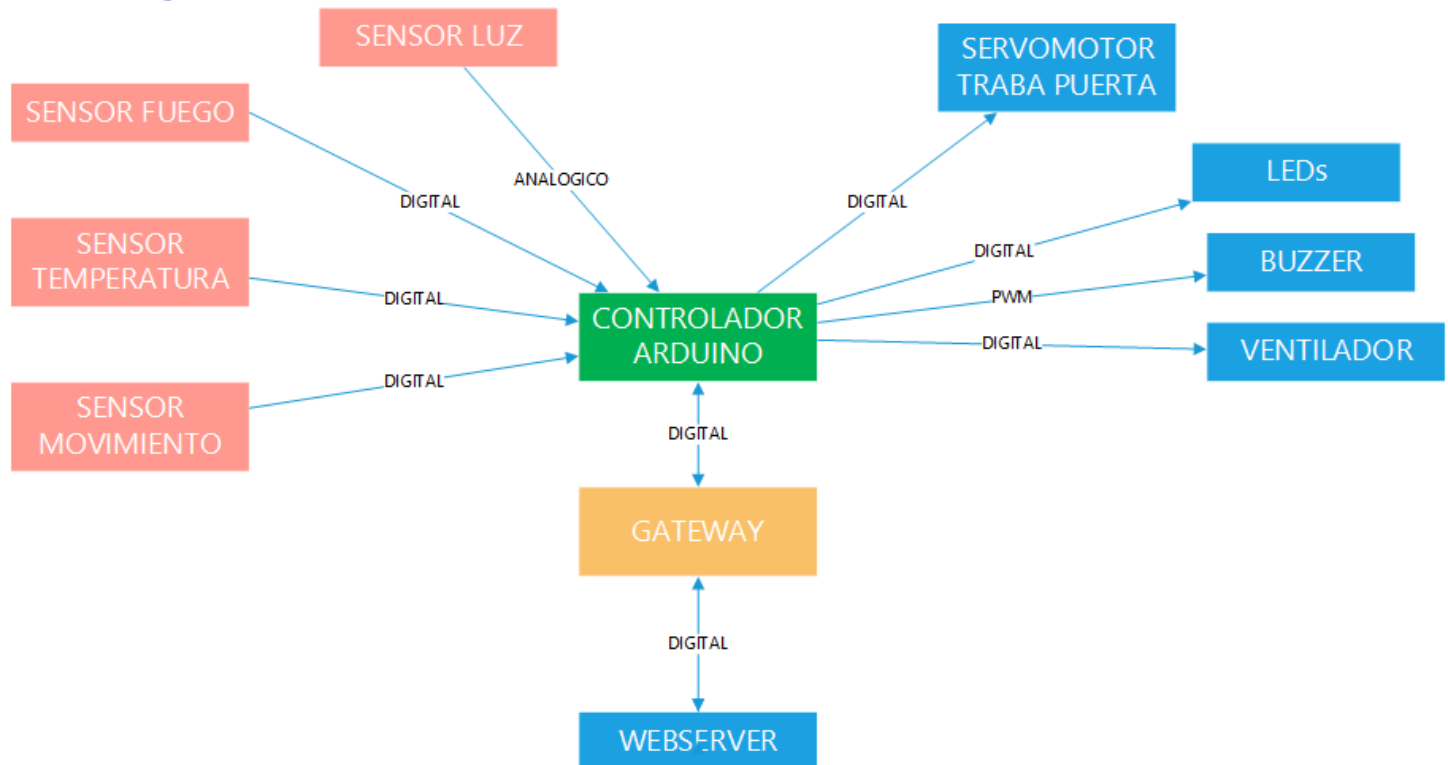 SENSOR LUZ
SERVOMOTOR
TRABA PUERTA
SENSOR FUEGO
LEDs
ANALOGICO
DIGITAL
DIGITAL
SENSOR
TEMPERATURA
DIGITAL
BUZZER
DIGITAL
PWM
CONTROLADOR
ARDUINO
DIGITAL
VENTILADOR
DIGITAL
SENSOR
MOVIMIENTO
DIGITAL
GATEWAY
DIGITAL
WEBSERVER